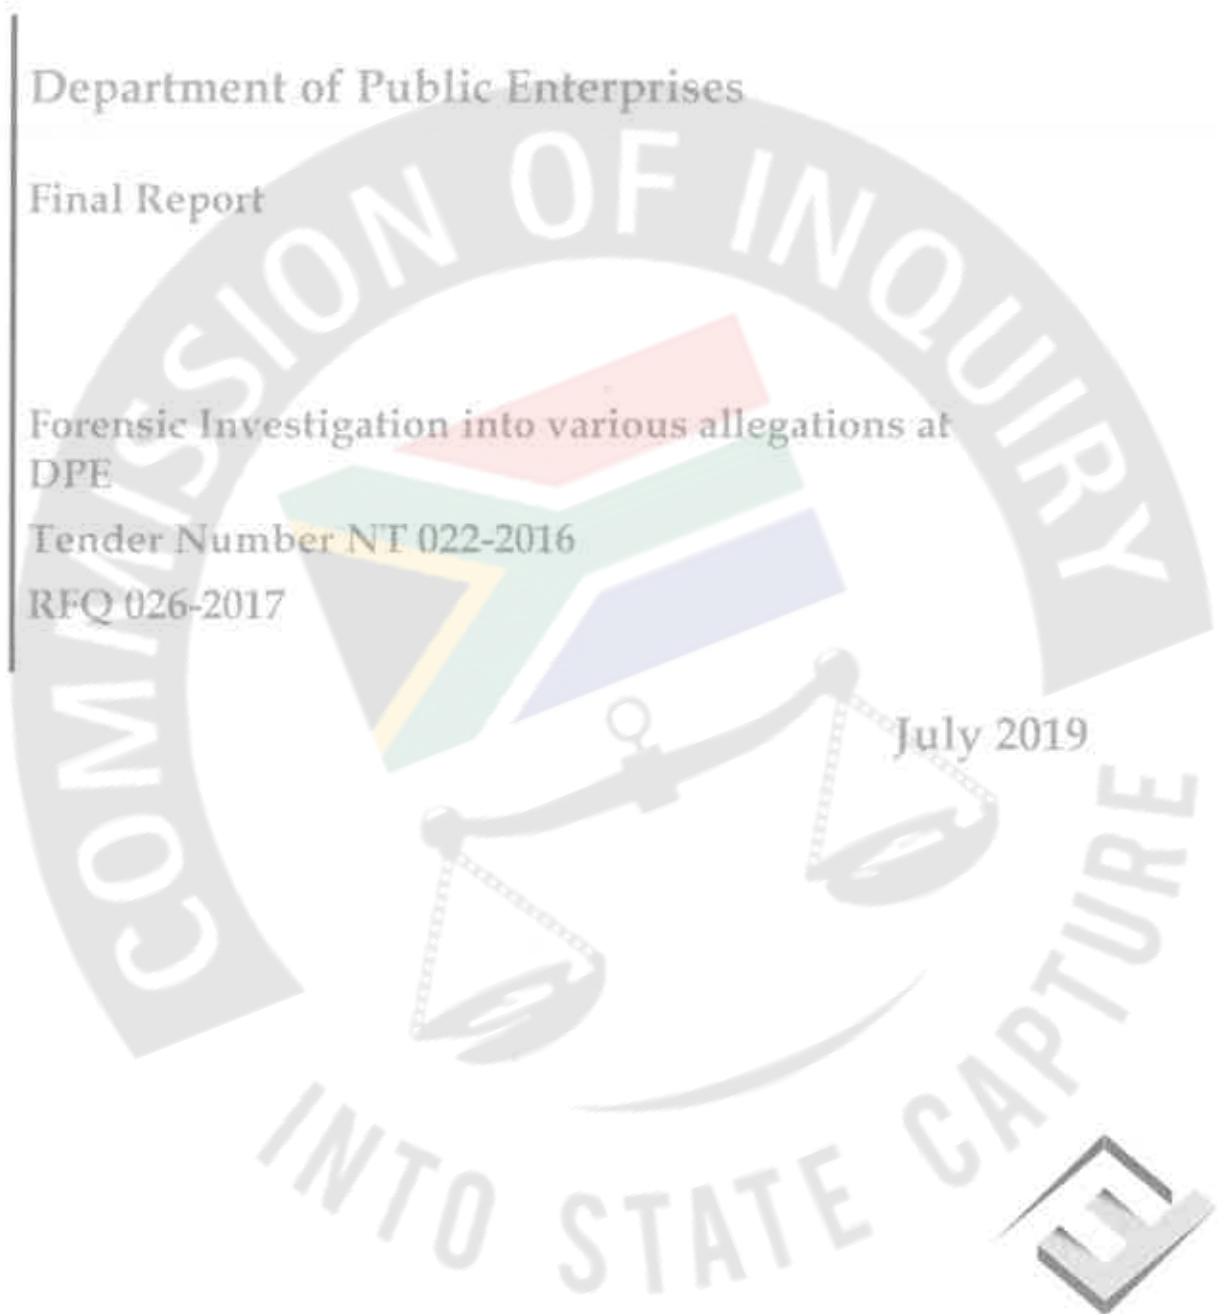 Department of Public Enterprises
Final Report
Forensic Investigation into various allegations at
DPE
Tender Number NT 022-2016
RFQ 026-2017
July 2019
COMMISSION OF INQUIRY
INTO STATE CAPTURE